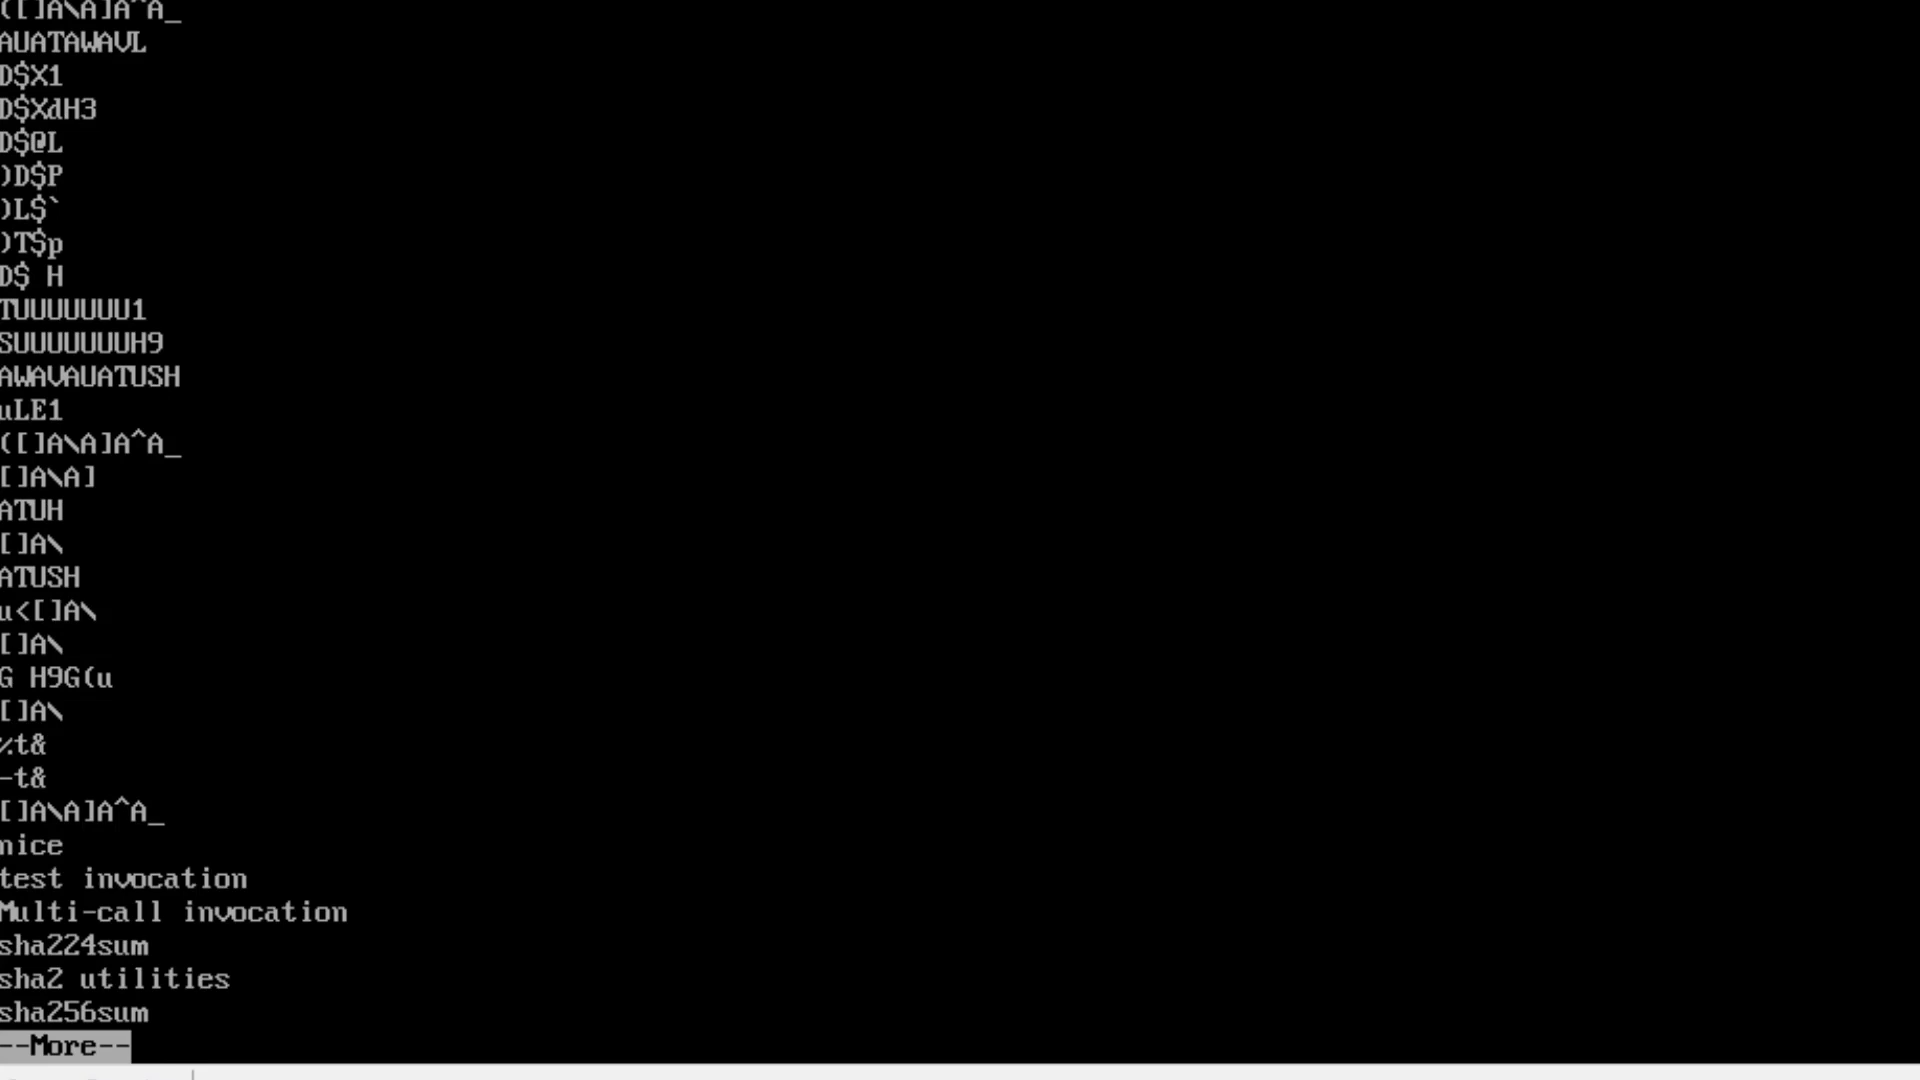 ([]A\A]A^A_
AUATAWAVL
D$X1
D$XdH3
D$@L
)D$P
)L$`
)T$p
D$ H
TUUUUUUU1
SUUUUUUUH9
AWAVAUATUSH
uLE1
([]A\A]A^A_
[]A\A]
ATUH
[]A\
ATUSH
u<[]A\
[]A\
G H9G(u
[]A\
%t&
-t&
[]A\A]A^A_
nice
test invocation
Multi-call invocation
sha224sum
sha2 utilities
sha256sum
--More--